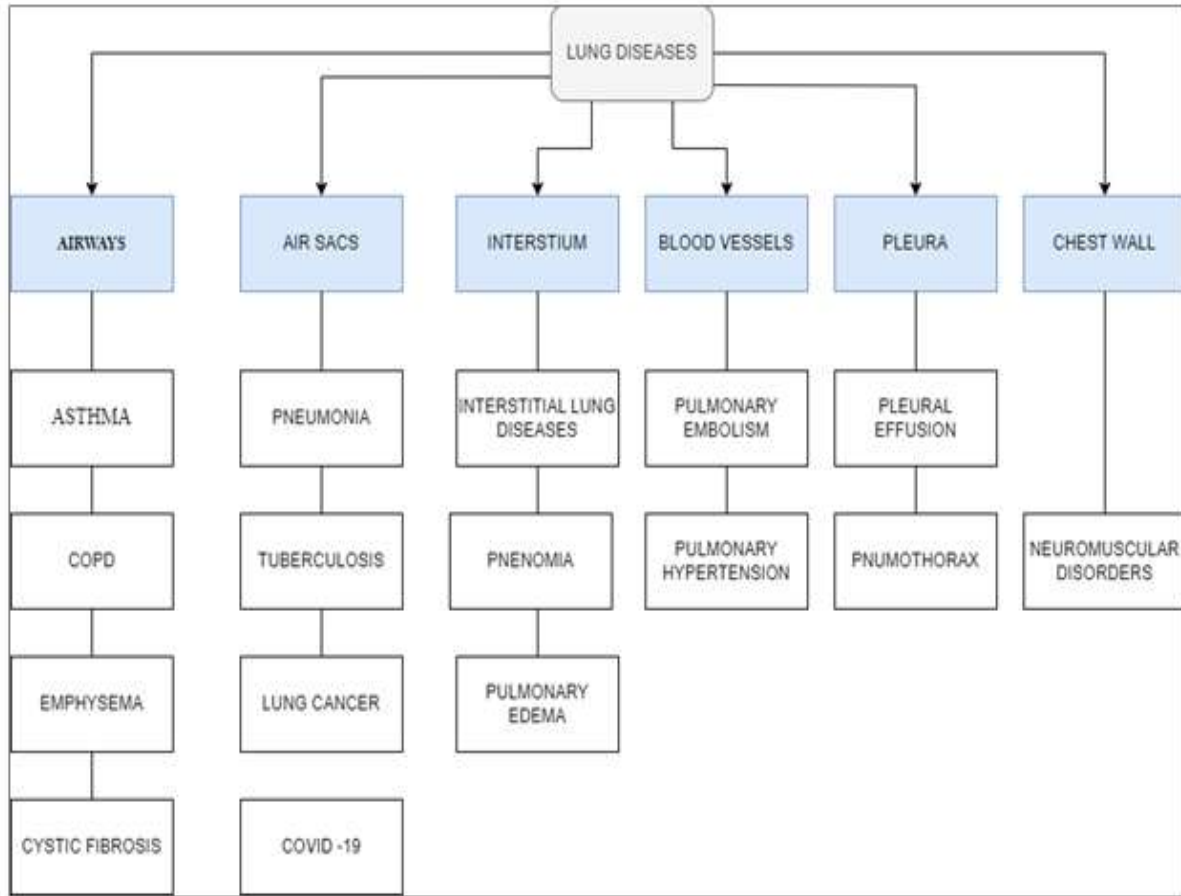 LUNG DISEASES
AIRWAYS
AIR SACS
INTERSTIUM
BLOOD VESSELS
PLEURA
CHEST WALL
ASTHMA
PNEUMONIA
INTERSTITIAL LUNG
DISEASES
PULMONARY
EMBOLISM
PLEURAL
EFFUSION
COPD
TUBERCULOSIS
PNENOMIA
PULMONARY
HYPERTENSION
PNUMOTHORAX
NEUROMUSCULAR
DISORDERS
EMPHYSEMA
LUNG CANCER
PULMONARY
EDEMA
CYSTIC FIBROSIS
COVID -19